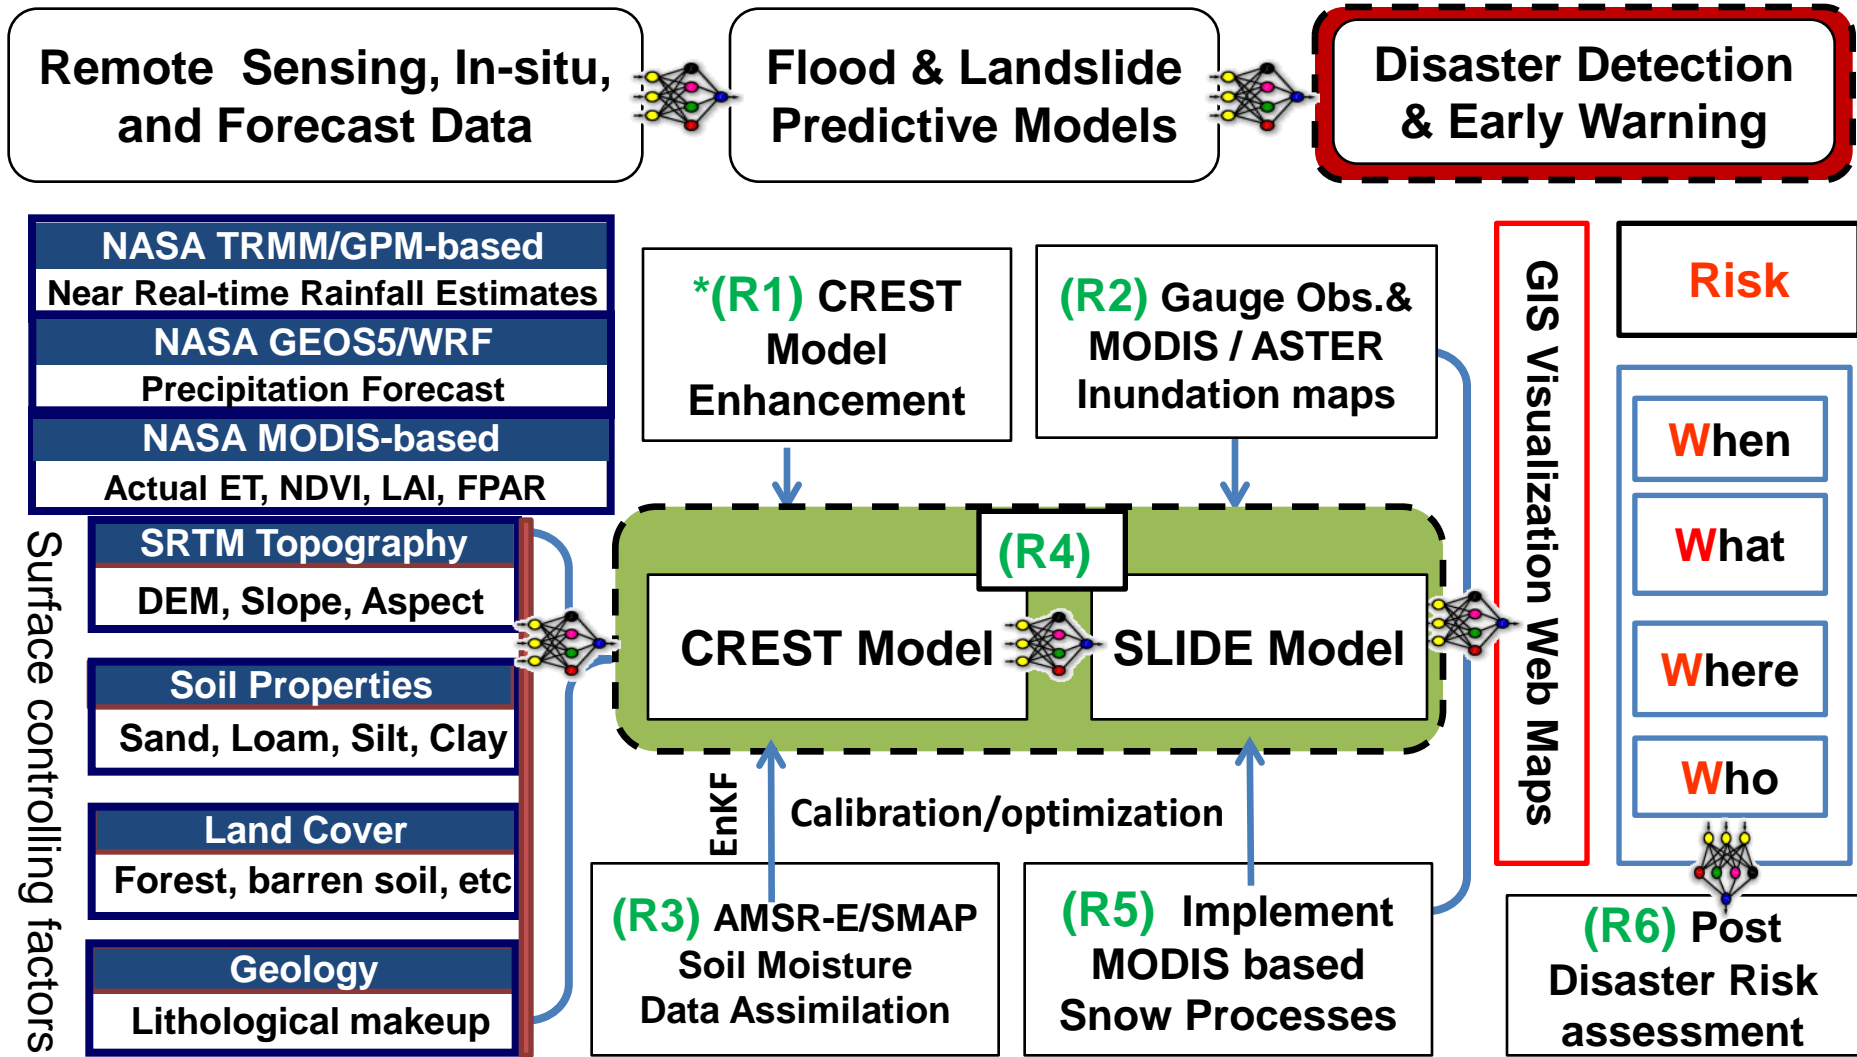 Remote Sensing, In-situ,
and Forecast Data
Flood & Landslide
Predictive Models
Disaster Detection
& Early Warning
NASA TRMM/GPM-based
Near Real-time Rainfall Estimates
NASA GEOS5/WRF
Precipitation Forecast
NASA MODIS-based
Actual ET, NDVI, LAI, FPAR
Surface controlling factors
SRTM Topography
DEM, Slope, Aspect
Soil Properties
Sand, Loam, Silt, Clay
Land Cover
Forest, barren soil, etc
Geology
Lithological makeup
*(R1) CREST
Model
Enhancement
(R2) Gauge Obs.&
MODIS / ASTER
Inundation maps
(R4)
CREST Model
SLIDE Model
EnKF
Calibration/optimization
(R3) AMSR-E/SMAP
Soil Moisture
Data Assimilation
(R5) Implement
MODIS based
Snow Processes
GIS Visualization Web Maps
Risk
When
What
Where
Who
(R6) Post
Disaster Risk
assessment